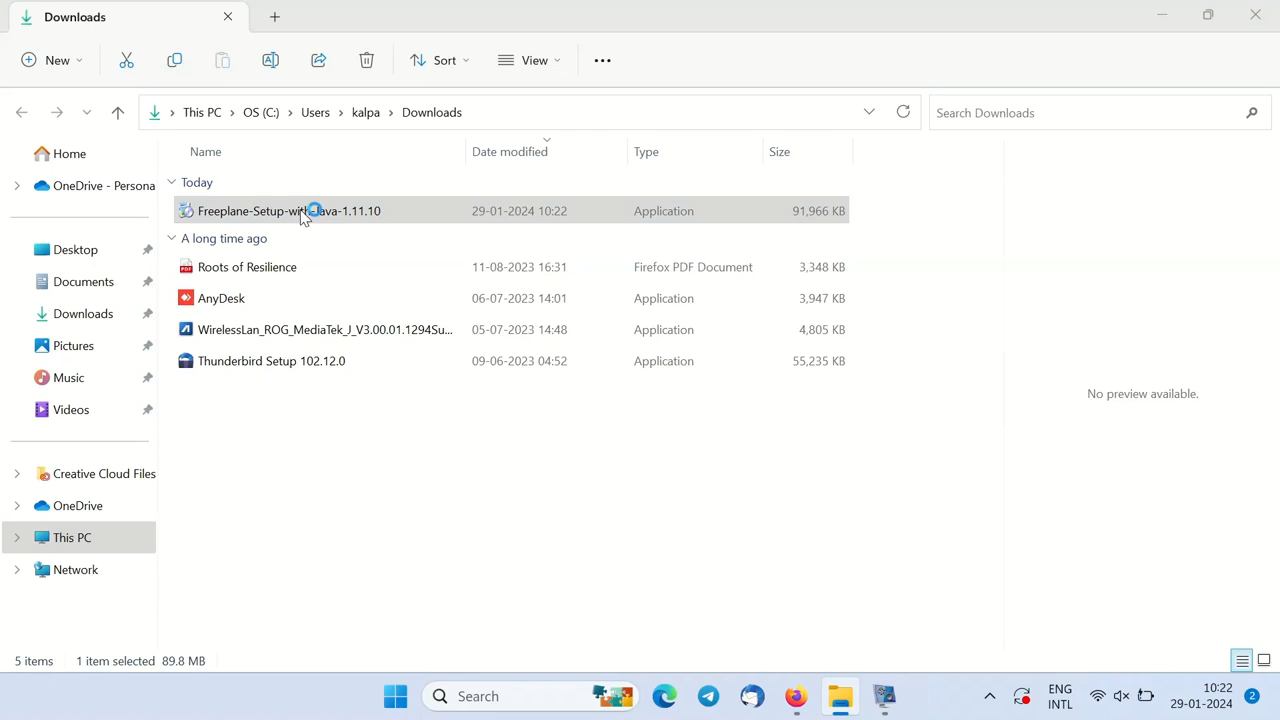 Downloads
New
Sort
View
This PC
OS (C:)
Users
kalpa
Downloads
Search Downloads
Home
OneDrive - Persona
Desktop
Documents
Downloads
Pictures
Music
Videos
Creative Cloud Files
OneDrive
This PC
Network
Name Date modified Type Size
Today
Freeplane-Setup-with-Java-1.11.10 29-01-2024 10:22 Application 91,966 KB
A long time ago
Roots of Resilience 11-08-2023 16:31 Firefox PDF Document 3,348 KB
AnyDesk 06-07-2023 14:01 Application 3,947 KB
WirelessLan_ROG_MediaTek_J_V3.00.01.1294Su... 05-07-2023 14:48 Application 4,805 KB
Thunderbird Setup 102.12.0 09-06-2023 04:52 Application 55,235 KB
No preview available.
5 items 1 item selected 89.8 MB
Search
ENG
INTL
10:22
29-01-2024
2